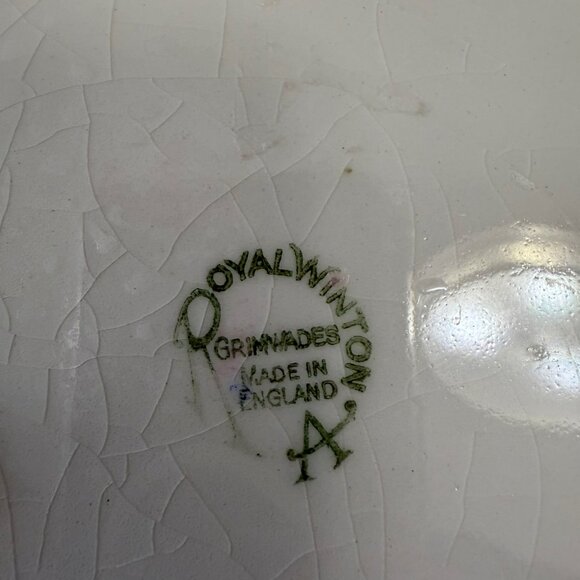 ROYAL WINTON
GRIMWADES
MADE IN
ENGLAND
A